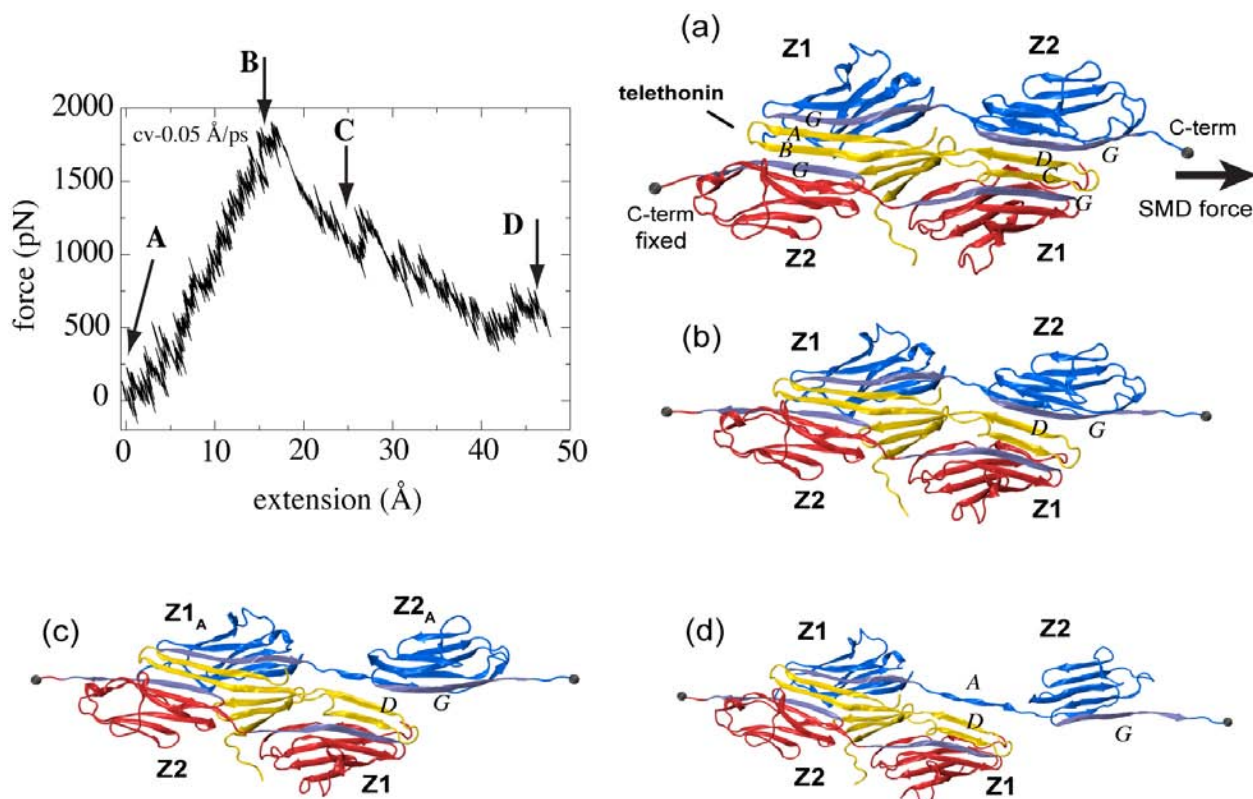 B
2000
cv-0.05 Å/ps
C
1500
A
1000
D
500
0
force (pN)
0 10 20 30 40 50
extension (Å)
(a)
Z1
Z2
telethonin
G
A
B
G
D
C
G
G
C-term
SMD force
C-term
fixed
Z2
Z1
(b)
Z1
Z2
D
G
Z2
Z1
(c)
Z1A
Z2A
D
G
Z2
Z1
(d)
Z1
Z2
A
D
G
Z2
Z1